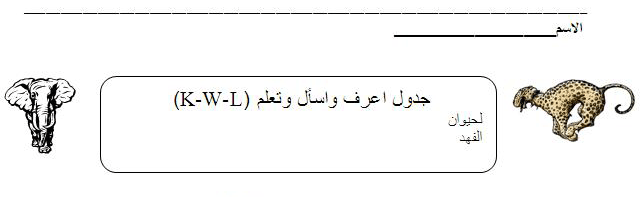 الاسم
جدول اعرف واسأل وتعلم (K-W-L)
لحيوان
الفهد